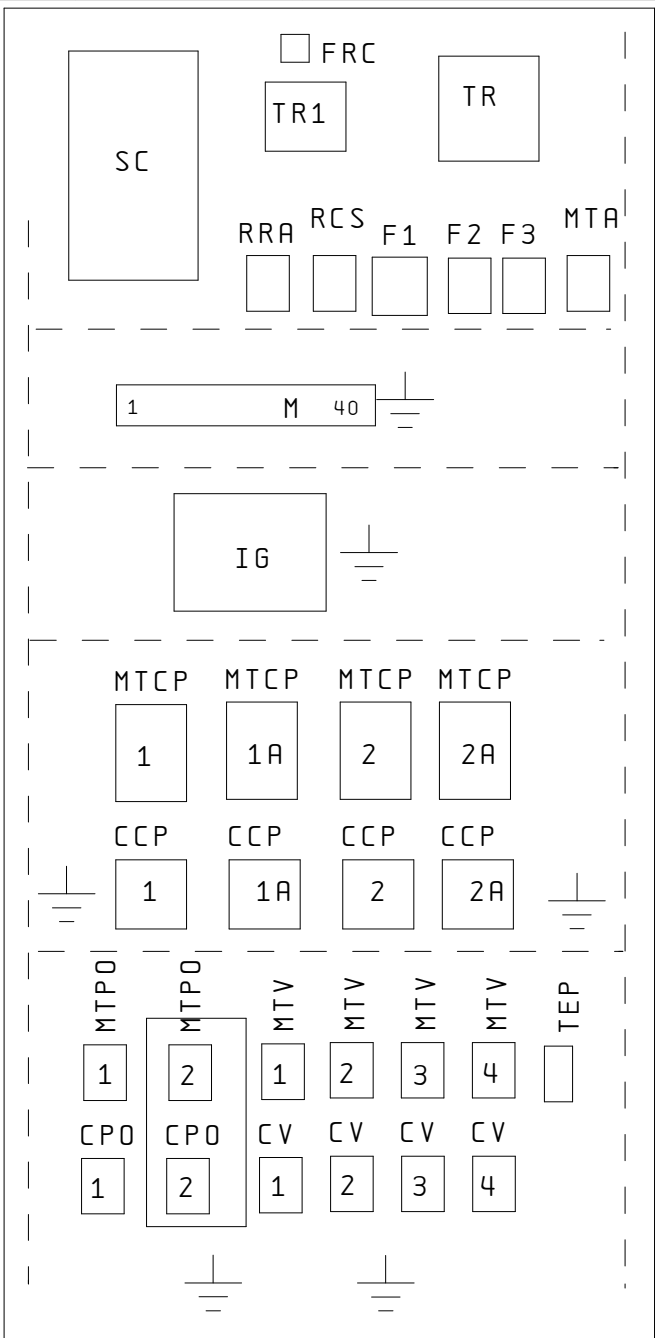 FRC
TR1
TR
SC
RRA RCS F1 F2 F3 MTA
1 M 40
IG
MTCP MTCP MTCP MTCP
1 1A 2 2A
CCP CCP CCP CCP
1 1A 2 2A
MTPO MTPO MTV MTV MTV MTV TEP
1 2 1 2 3 4
CPO CPO CV CV CV CV
1 2 1 2 3 4